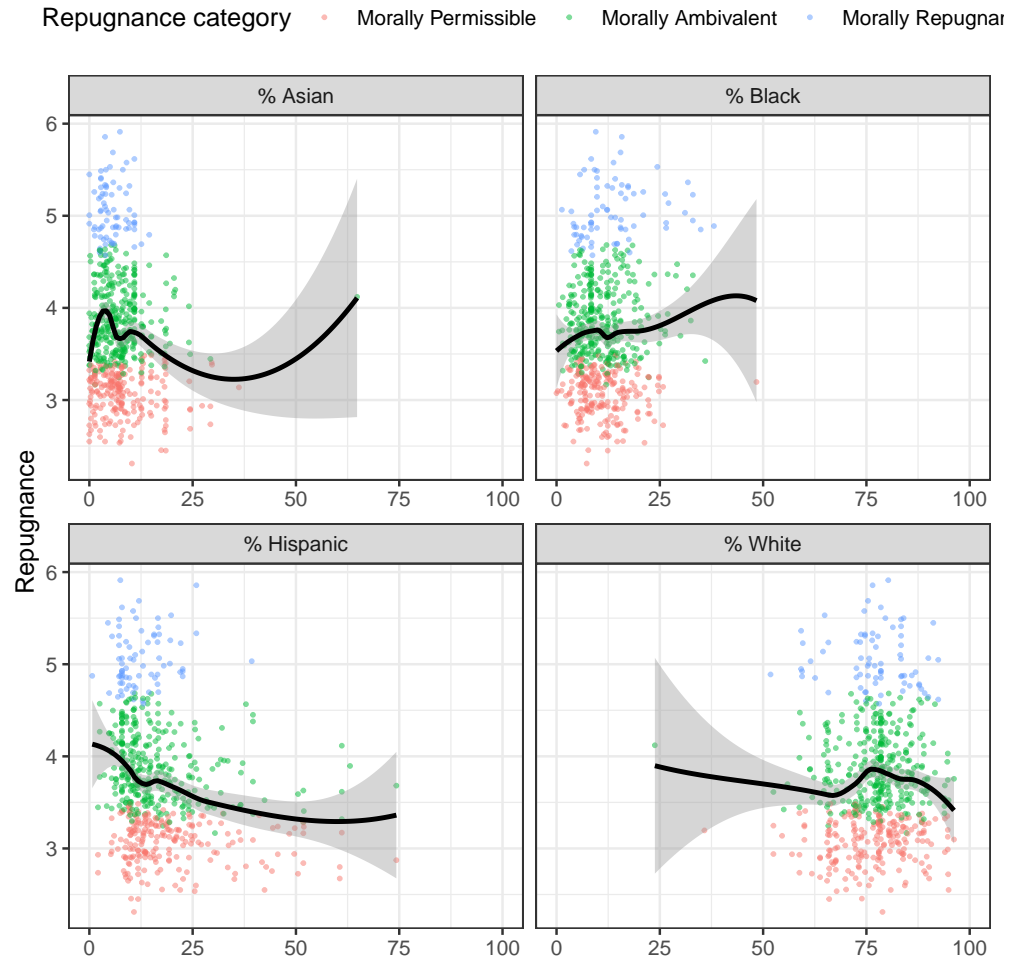 Repugnance category Morally Permissible Morally Ambivalent Morally Repugnar
% Asian % Black
6
5
4
3
0 25 50 75 100 0 25 50 75 100
Repugnance
% Hispanic % White
6
5
4
3
0 25 50 75 100 0 25 50 75 100